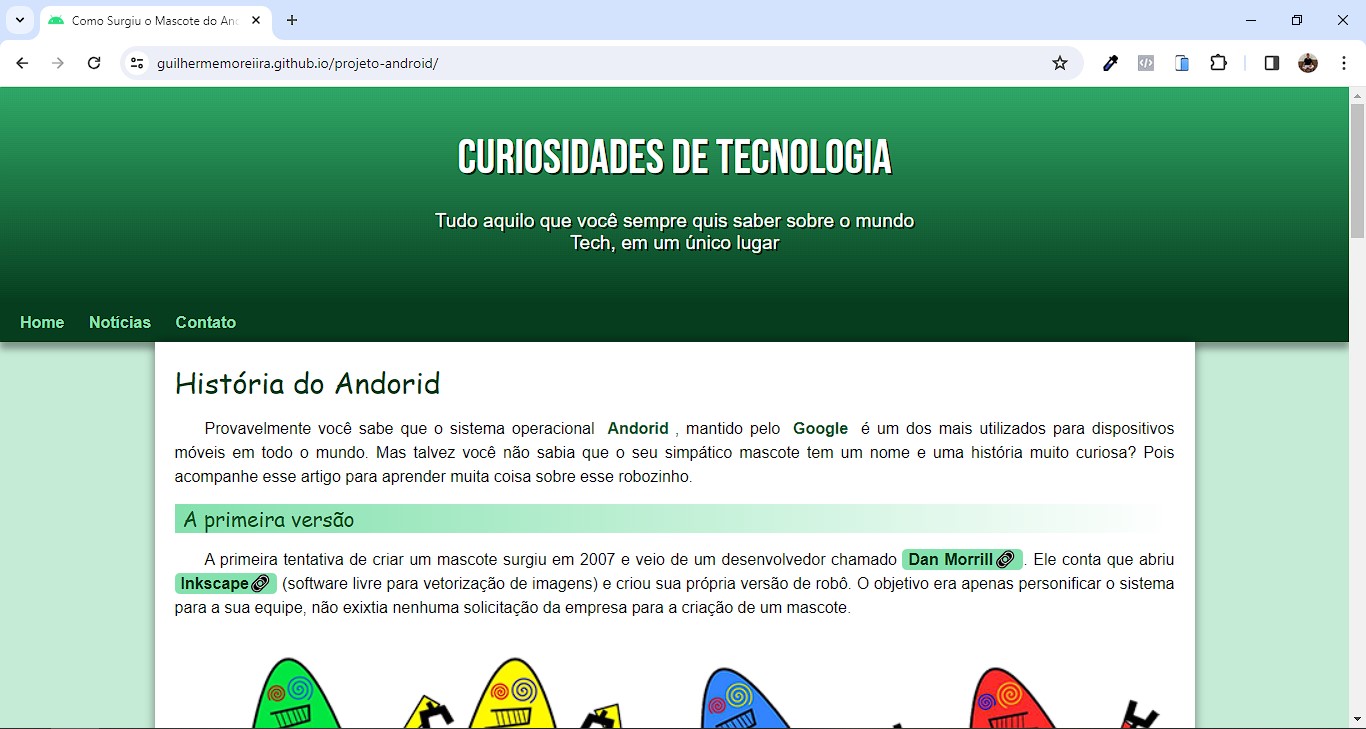 Como Surgiu o Mascote do And
guilhermemoreiira.github.io/projeto-android/
CURIOSIDADES DE TECNOLOGIA
Tudo aquilo que você sempre quis saber sobre o mundo
Tech, em um único lugar
Home Notícias Contato
História do Andorid
Provavelmente você sabe que o sistema operacional Andorid , mantido pelo Google é um dos mais utilizados para dispositivos
móveis em todo o mundo. Mas talvez você não sabia que o seu simpático mascote tem um nome e uma história muito curiosa? Pois
acompanhe esse artigo para aprender muita coisa sobre esse robozinho.
A primeira versão
A primeira tentativa de criar um mascote surgiu em 2007 e veio de um desenvolvedor chamado Dan Morrill. Ele conta que abriu
Inkscape (software livre para vetorização de imagens) e criou sua própria versão de robô. O objetivo era apenas personificar o sistema
para a sua equipe, não exixtia nenhuma solicitação da empresa para a criação de um mascote.